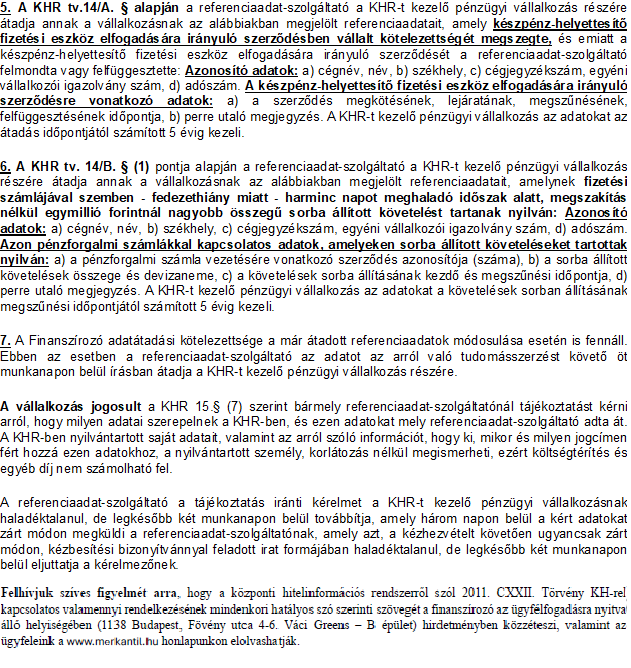 5. A KHR tv.14/A. § alapján a referenciaadat-szolgáltató a KHR-t kezelő pénzügyi vállalkozás részére
átadja annak a vállalkozásnak az alábbiakban megjelölt referenciaadatait, amely készpénz-helyettesítő
fizetési eszköz elfogadására irányuló szerződésben vállalt kötelezettségét megszegte, és emiatt a
készpénz-helyettesítő fizetési eszköz elfogadására irányuló szerződését a referenciaadat-szolgáltató
felmondta vagy felfüggesztette: Azonosító adatok: a) cégnév, név, b) székhely, c) cégjegyzékszám, egyéni
vállalkozói igazolvány szám, d) adószám. A készpénz-helyettesítő fizetési eszköz elfogadására irányuló
szerződésre vonatkozó adatok: a) a szerződés megkötésének, lejáratának, megszűnésének,
felfüggesztésének időpontja, b) perre utaló megjegyzés. A KHR-t kezelő pénzügyi vállalkozás az adatokat az
átadás időpontjától számított 5 évig kezeli.
6. A KHR tv. 14/B. § (1) pontja alapján a referenciaadat-szolgáltató a KHR-t kezelő pénzügyi vállalkozás
részére átadja annak a vállalkozásnak az alábbiakban megjelölt referenciaadatait, amelynek fizetési
számlájával szemben - fedezethiány miatt - harminc napot meghaladó időszak alatt, megszakítás
nélkül egymillió forintnál nagyobb összegű sorba állított követelést tartanak nyilván: Azonosító
adatok: a) cégnév, név, b) székhely, c) cégjegyzékszám, egyéni vállalkozói igazolvány szám, d) adószám.
Azon pénzforgalmi számlákkal kapcsolatos adatok, amelyeken sorba állított követeléseket tartottak
nyilván: a) a pénzforgalmi számla vezetésére vonatkozó szerződés azonosítója (száma), b) a sorba állított
követelések összege és devizaneme, c) a követelések sorba állításának kezdő és megszűnési időpontja, d)
perre utaló megjegyzés. A KHR-t kezelő pénzügyi vállalkozás az adatokat a követelések sorban állításának
megszűnési időpontjától számított 5 évig kezeli.
7. A Finanszírozó adatátadási kötelezettsége a már átadott referenciaadatok módosulása esetén is fennáll.
Ebben az esetben a referenciaadat-szolgáltató az adatot az arról való tudomásszerzést követő öt
munkanapon belül írásban átadja a KHR-t kezelő pénzügyi vállalkozás részére.
A vállalkozás jogosult a KHR 15.§ (7) szerint bármely referenciaadat-szolgáltatónál tájékoztatást kérni
arról, hogy milyen adatai szerepelnek a KHR-ben, és ezen adatokat mely referenciaadat-szolgáltató adta át.
A KHR-ben nyilvántartott saját adatait, valamint az arról szóló információt, hogy ki, mikor és milyen jogcímen
fért hozzá ezen adatokhoz, a nyilvántartott személy, korlátozás nélkül megismerheti, ezért költségtérítés és
egyéb díj nem számolható fel.
A referenciaadat-szolgáltató a tájékoztatás iránti kérelmet a KHR-t kezelő pénzügyi vállalkozásnak
haladéktalanul, de legkésőbb két munkanapon belül továbbítja, amely három napon belül a kért adatokat
zárt módon megküldi a referenciaadat-szolgáltatónak, amely azt, a kézhezvételt követően ugyancsak zárt
módon, kézbesítési bizonyítvánnyal feladott irat formájában haladéktalanul, de legkésőbb két munkanapon
belül eljuttatja a kérelmezőnek.
Felhívjuk szíves figyelmét arra,, hogy a központi hitelinformációs rendszerről szól 2011. CXXII. Törvény KH-rel
kapcsolatos valamennyi rendelkezésének mindenkori hatályos szó szerinti szövegét a finanszírozó az ügyfélfogadásra nyitva
álló helyiségében (1138 Budapest, Fövény utca 4-6. Váci Greens – B épület) hirdetményben közzéteszi, valamint az
ügyfeleink a www.merkantil.hu honlapunkon elolvashatják.